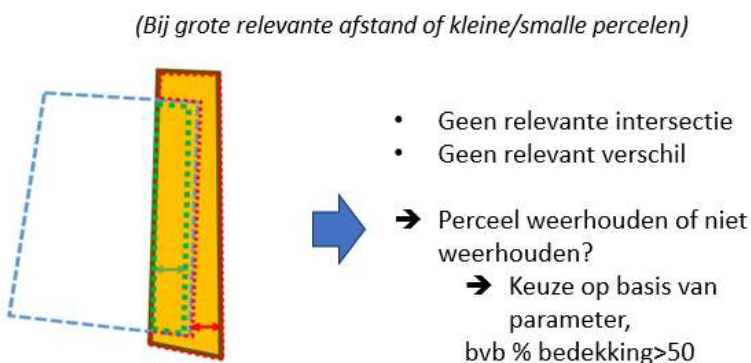 (Bij grote relevante afstand of kleine/smalle percelen)
• Geen relevante intersectie
• Geen relevant verschil
➔ Perceel weerhouden of niet
weerhouden?
➔ Keuze op basis van
parameter,
bvb % bedekking>50